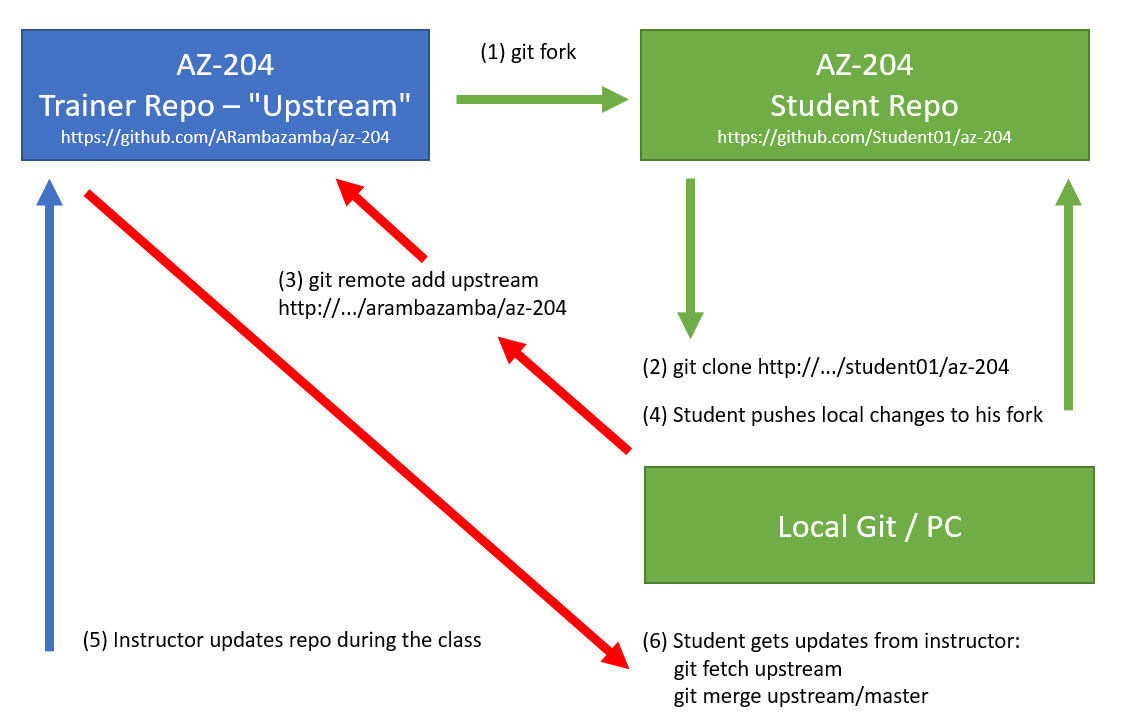 AZ-204
Trainer Repo – "Upstream"
https://github.com/ARambazamba/az-204
(1) git fork
AZ-204
Student Repo
https://github.com/Student01/az-204
(3) git remote add upstream
http://.../arambazamba/az-204
(2) git clone http://.../student01/az-204
(4) Student pushes local changes to his fork
Local Git / PC
(5) Instructor updates repo during the class
(6) Student gets updates from instructor:
git fetch upstream
git merge upstream/master